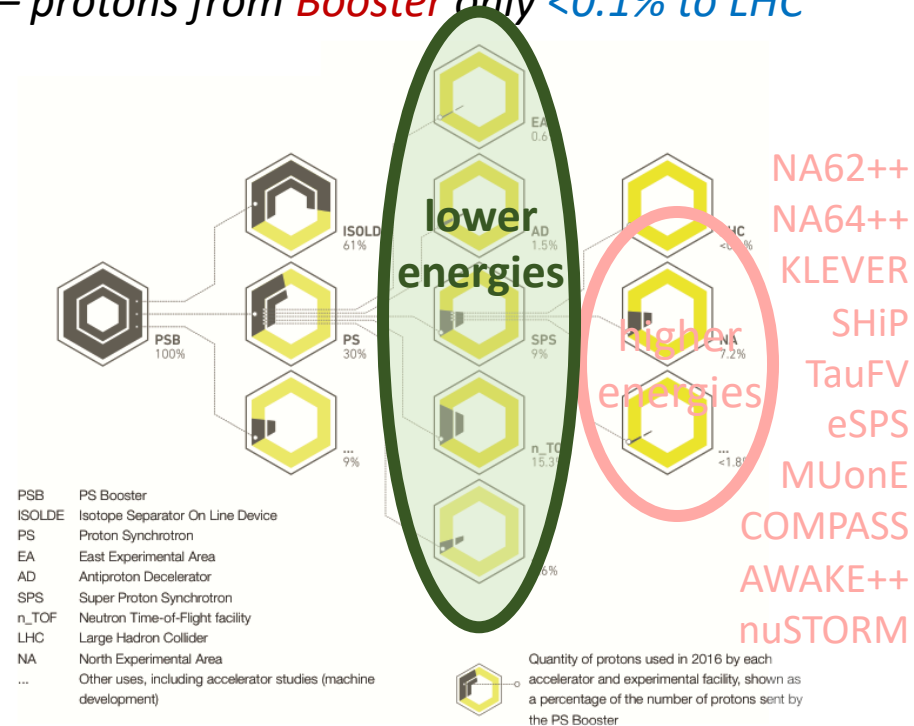 – protons from Booster only <0.1% to LHC
EA
0.6
NA62++
lower
AD
1.5%
NA64++
energies
ISOLD
61%
HC
KLEVER
SHiP
PSB
100%
PS
30%
SPS
9%
higher
NA
7.2%
TauFV
energies
eSPS
...
9%
n_TO
15.3%
...
<1.8%
MUonE
COMPASS
6%
AWAKE++
nuSTORM
PSB PS Booster
ISOLDE Isotope Separator On Line Device
PS Proton Synchrotron
EA East Experimental Area
AD Antiproton Decelerator
SPS Super Proton Synchrotron
n_TOF Neutron Time-of-Flight facility
LHC Large Hadron Collider
NA North Experimental Area
... Other uses, including accelerator studies (machine
development)
Quantity of protons used in 2016 by each
accelerator and experimental facility, shown as
a percentage of the number of protons sent by
the PS Booster